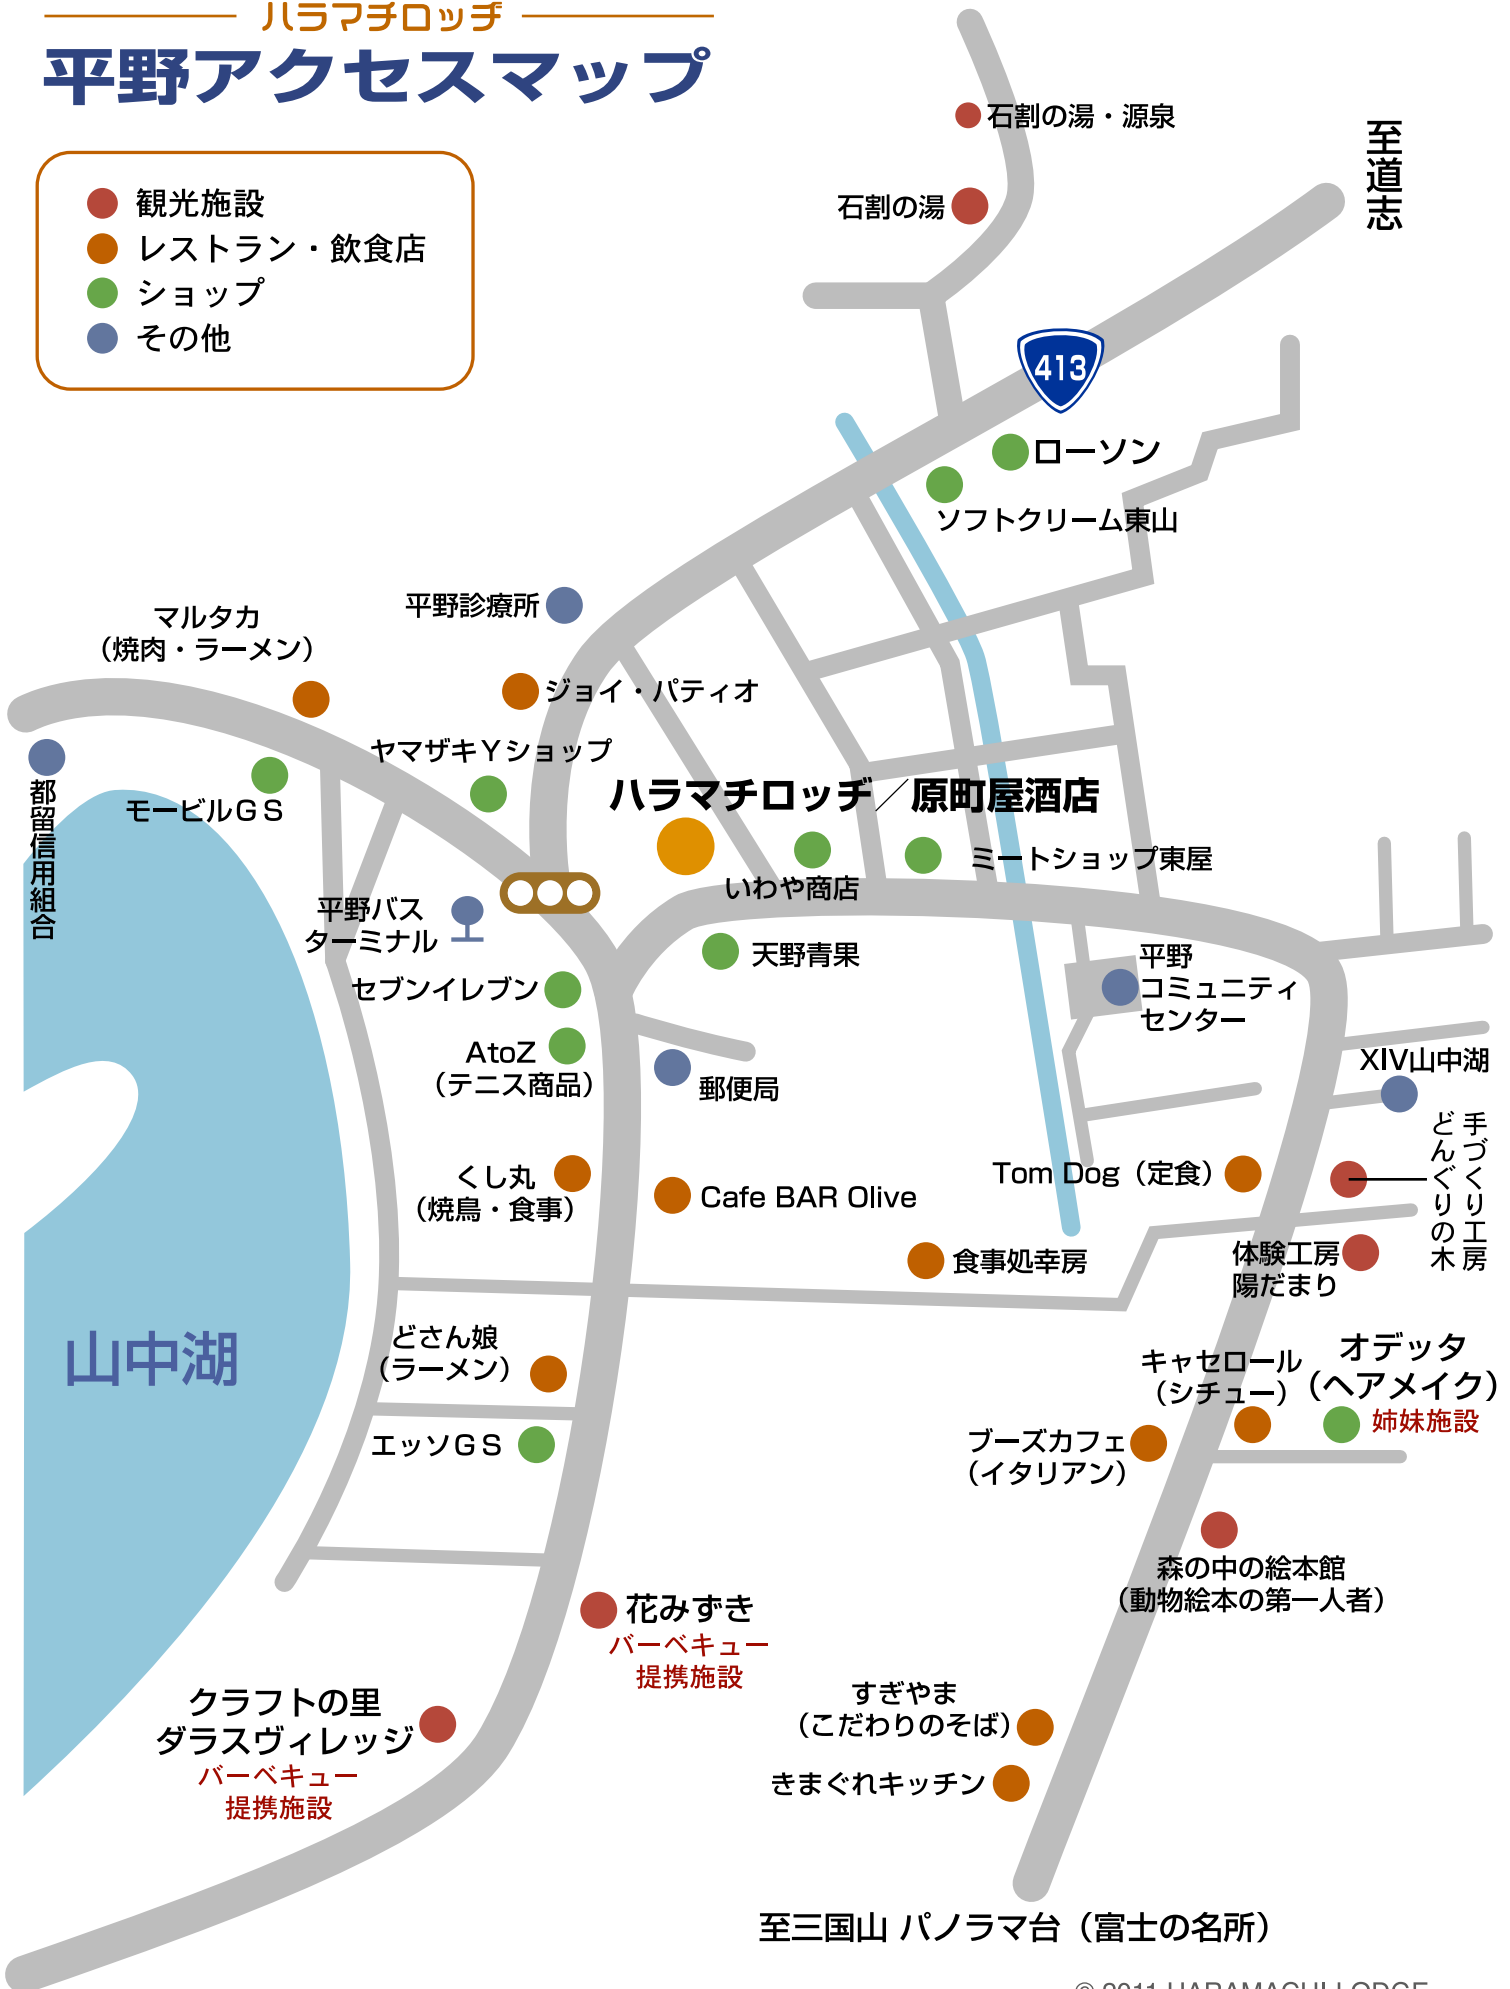 ハラマチロッヂ
平野アクセスマップ
観光施設
レストラン・飲食店
ショップ
その他
石割の湯・源泉
石割の湯
至道志
413
ローソン
ソフトクリーム東山
平野診療所
マルタカ
（焼肉・ラーメン）
ジョイ・パティオ
ヤマザキＹショップ
都留信用組合
モービルＧＳ
ハラマチロッヂ／原町屋酒店
いわや商店
ミートショップ東屋
平野バス
ターミナル
天野青果
平野
コミュニティ
センター
セブンイレブン
AtoZ
（テニス商品）
郵便局
XIV山中湖
手づくり工房
どんぐりの木
くし丸
（焼鳥・食事）
Cafe BAR Olive
Tom Dog（定食）
食事処幸房
体験工房
陽だまり
山中湖
どさん娘
（ラーメン）
エッソＧＳ
キャセロール
（シチュー）
オデッタ
（ヘアメイク）
姉妹施設
ブーズカフェ
（イタリアン）
森の中の絵本館
（動物絵本の第一人者）
花みずき
バーベキュー
提携施設
クラフトの里
ダラスヴィレッジ
バーベキュー
提携施設
すぎやま
（こだわりのそば）
きまぐれキッチン
至三国山 パノラマ台（富士の名所）
© 2011 HARAMACHI LODGE